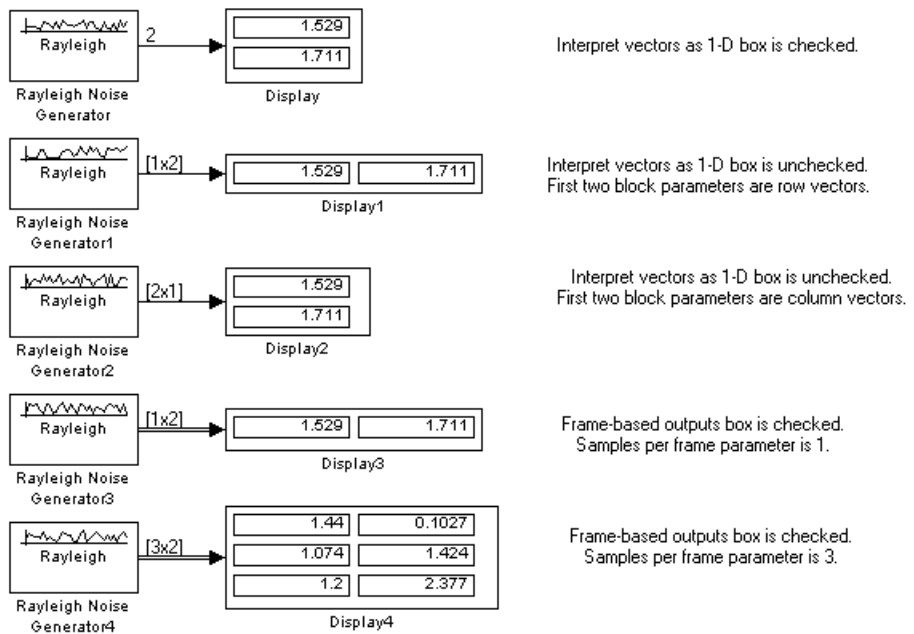 Rayleigh
2
1.529
1.711
Interpret vectors as 1-D box is checked.
Rayleigh Noise
Generator
Display
Rayleigh
[1x2]
1.529 1.711
Interpret vectors as 1-D box is unchecked.
First two block parameters are row vectors.
Display1
Rayleigh Noise
Generator1
Rayleigh
[2x1]
1.529
1.711
Interpret vectors as 1-D box is unchecked.
First two block parameters are column vectors.
Display2
Rayleigh Noise
Generator2
Rayleigh
[1x2]
1.529 1.711
Frame-based outputs box is checked.
Samples per frame parameter is 1.
Display3
Rayleigh Noise
Generator3
Rayleigh
[3x2]
1.44 0.1027
1.074 1.424
1.2 2.377
Frame-based outputs box is checked.
Samples per frame parameter is 3.
Display4
Rayleigh Noise
Generator4